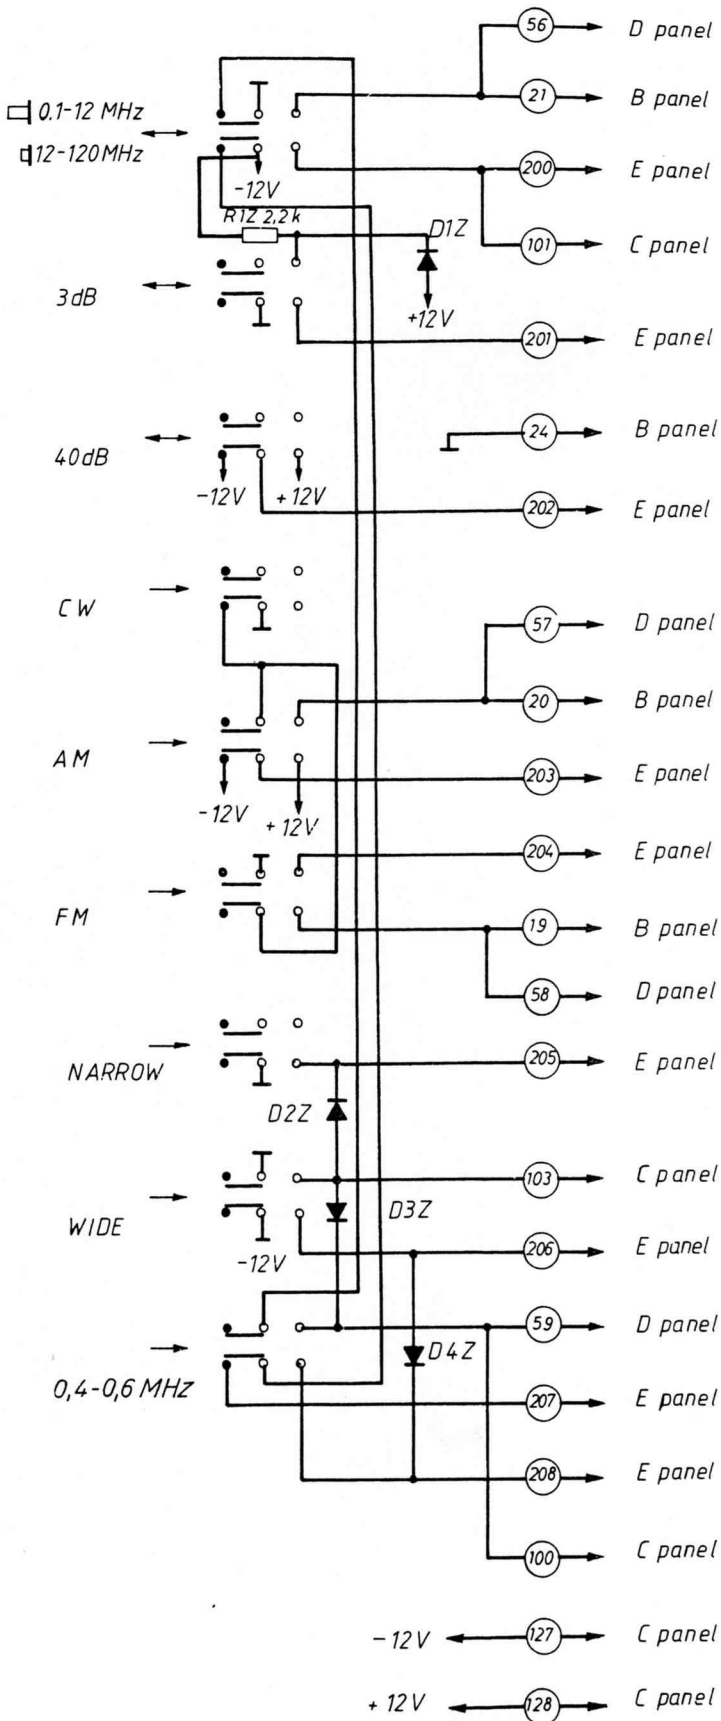 56 D panel
0.1-12 MHz 21 B panel
12-120MHz 200 E panel
-12V
R1Z 2,2k D1Z 101 C panel
3dB +12V 201 E panel
24 B panel
40dB -12V +12V 202 E panel
CW 57 D panel
20 B panel
AM 203 E panel
-12V +12V
204 E panel
FM 19 B panel
58 D panel
NARROW 205 E panel
D2Z
103 C panel
WIDE D3Z
-12V 206 E panel
59 D panel
D4Z
0,4-0,6 MHz 207 E panel
208 E panel
100 C panel
-12V 127 C panel
+12V 128 C panel